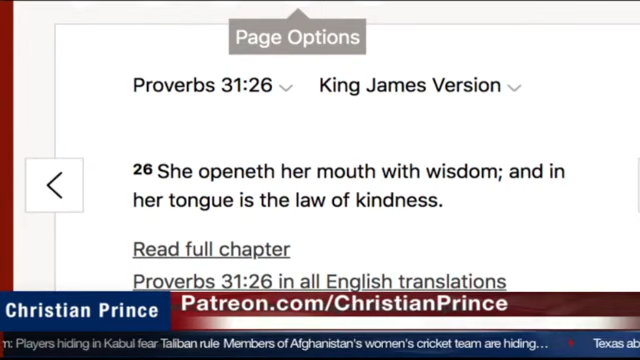 Page Options
Proverbs 31:26 King James Version
26 She openeth her mouth with wisdom; and in
her tongue is the law of kindness.
Read full chapter
Proverbs 31:26 in all English translations
Christian Prince
Patreon.com/ChristianPrince
m: Players hiding in Kabul fear Taliban rule Members of Afghanistan's women's cricket team are hiding... Texas ab